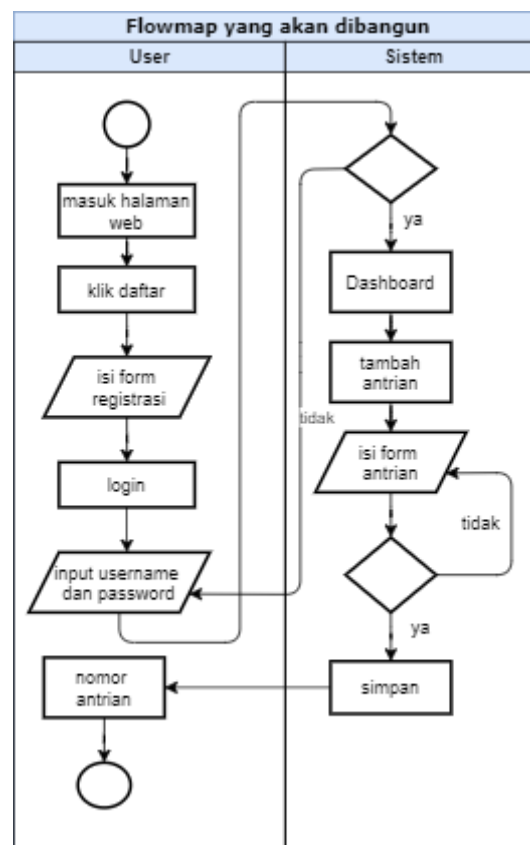 Flowmap yang akan dibangun
User
Sistem
masuk halaman
web
klik daftar
isi form
registrasi
login
input username
dan password
nomor
antrian
ya
Dashboard
tambah
antrian
isi form
antrian
tidak
tidak
ya
simpan